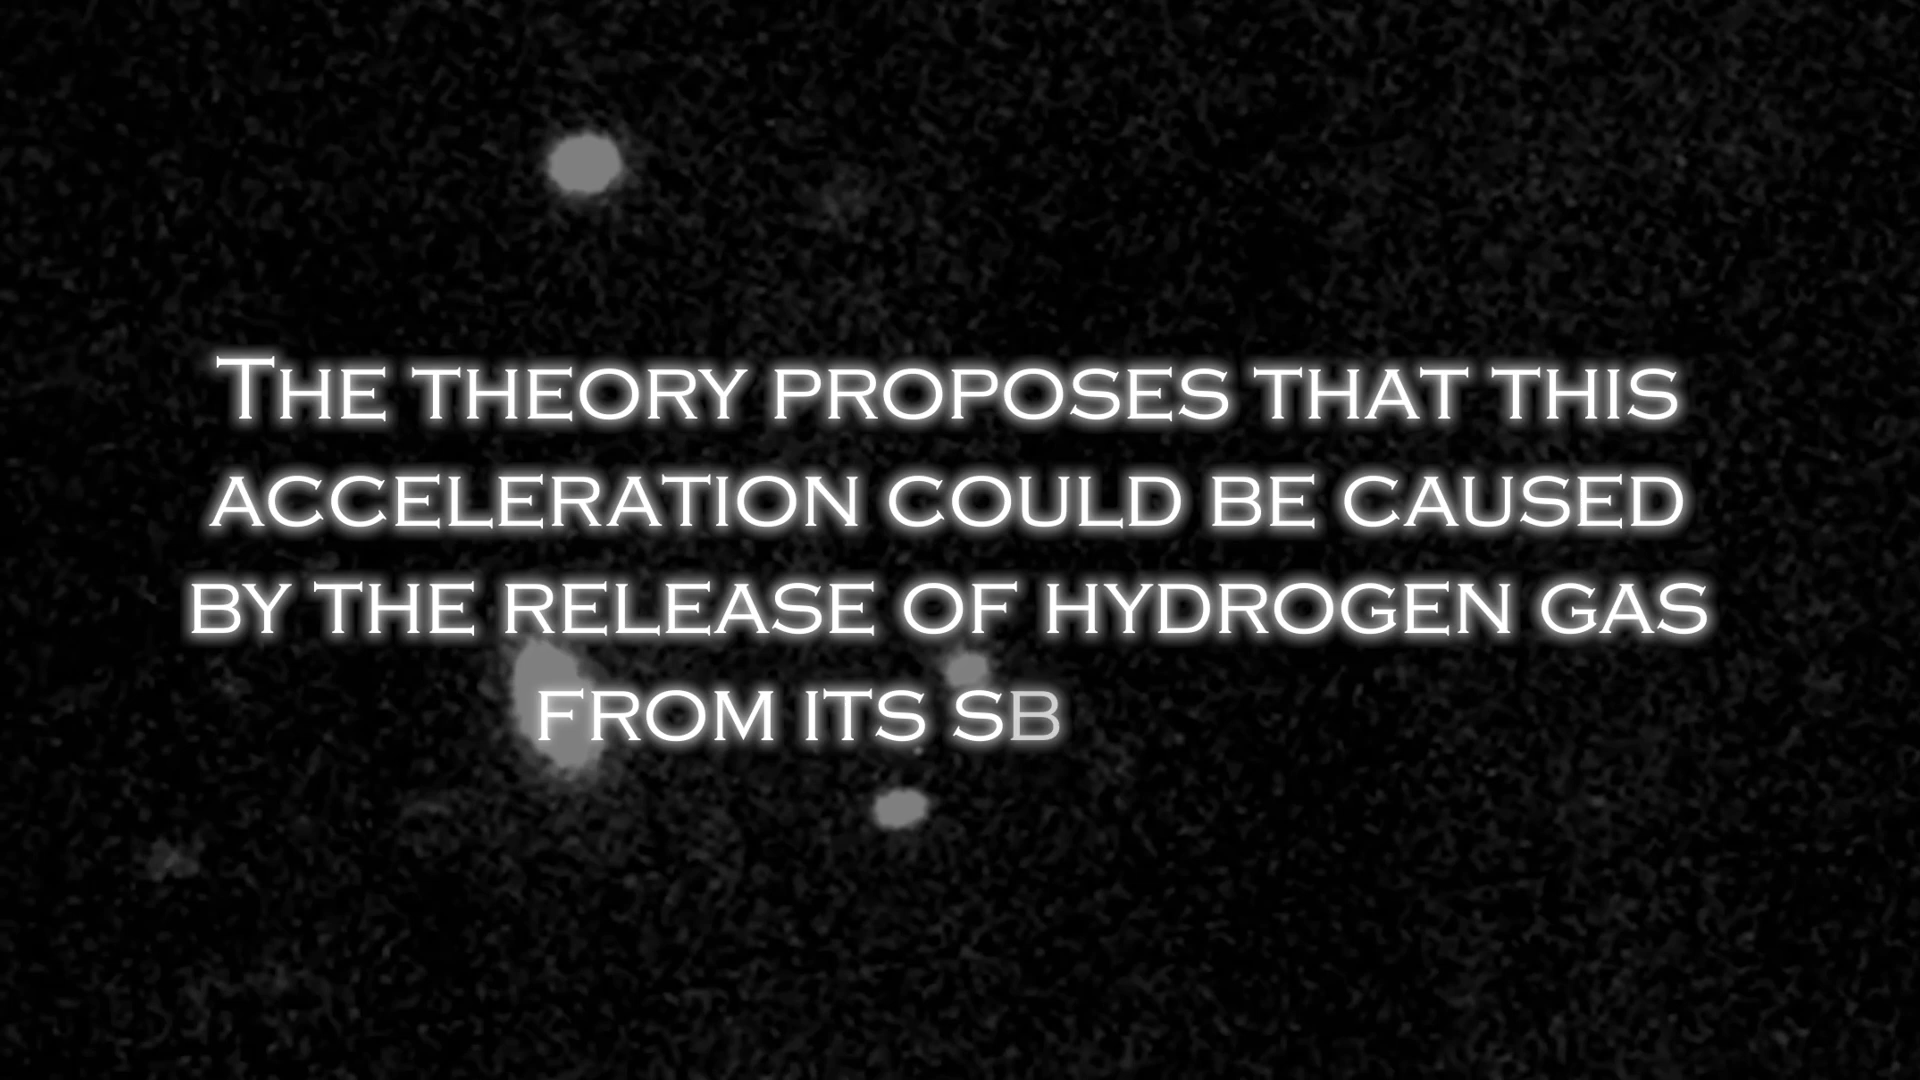 The theory proposes that this
acceleration could be caused
by the release of hydrogen gas
from its sb